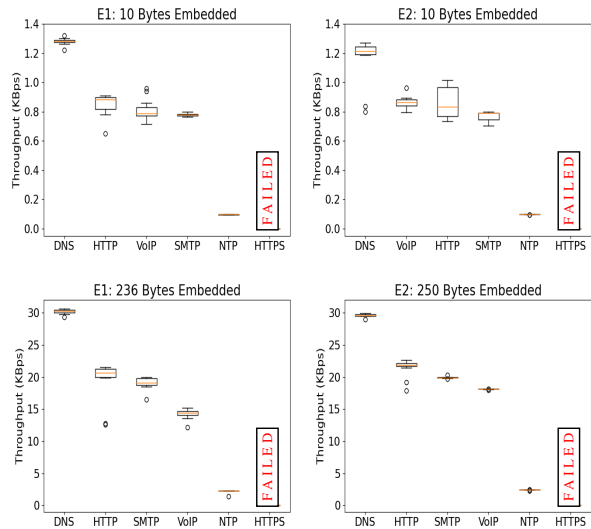 E1: 10 Bytes Embedded
Throughput (KBps)
1.4
1.2
1.0
0.8
0.6
0.4
0.2
0.0
FAILED
DNS HTTP VoIP SMTP NTP HTTPS
E2: 10 Bytes Embedded
Throughput (KBps)
1.4
1.2
1.0
0.8
0.6
0.4
0.2
0.0
FAILED
DNS VoIP HTTP SMTP NTP HTTPS
E1: 236 Bytes Embedded
Throughput (KBps)
30
25
20
15
10
5
0
FAILED
DNS HTTP SMTP VoIP NTP HTTPS
E2: 250 Bytes Embedded
Throughput (KBps)
30
25
20
15
10
5
0
FAILED
DNS HTTP SMTP VoIP NTP HTTPS